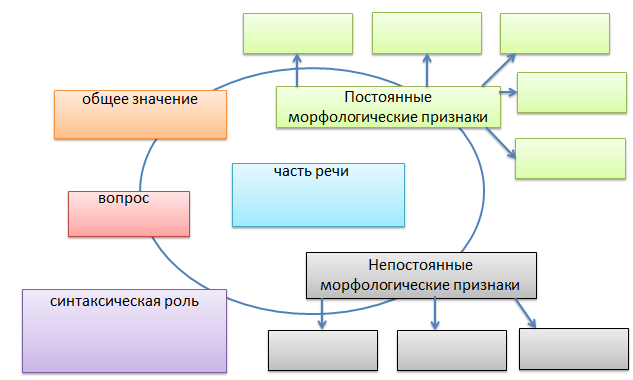 общее значение
Постоянные
морфологические признаки
часть речи
вопрос
Непостоянные
морфологические признаки
синтаксическая роль